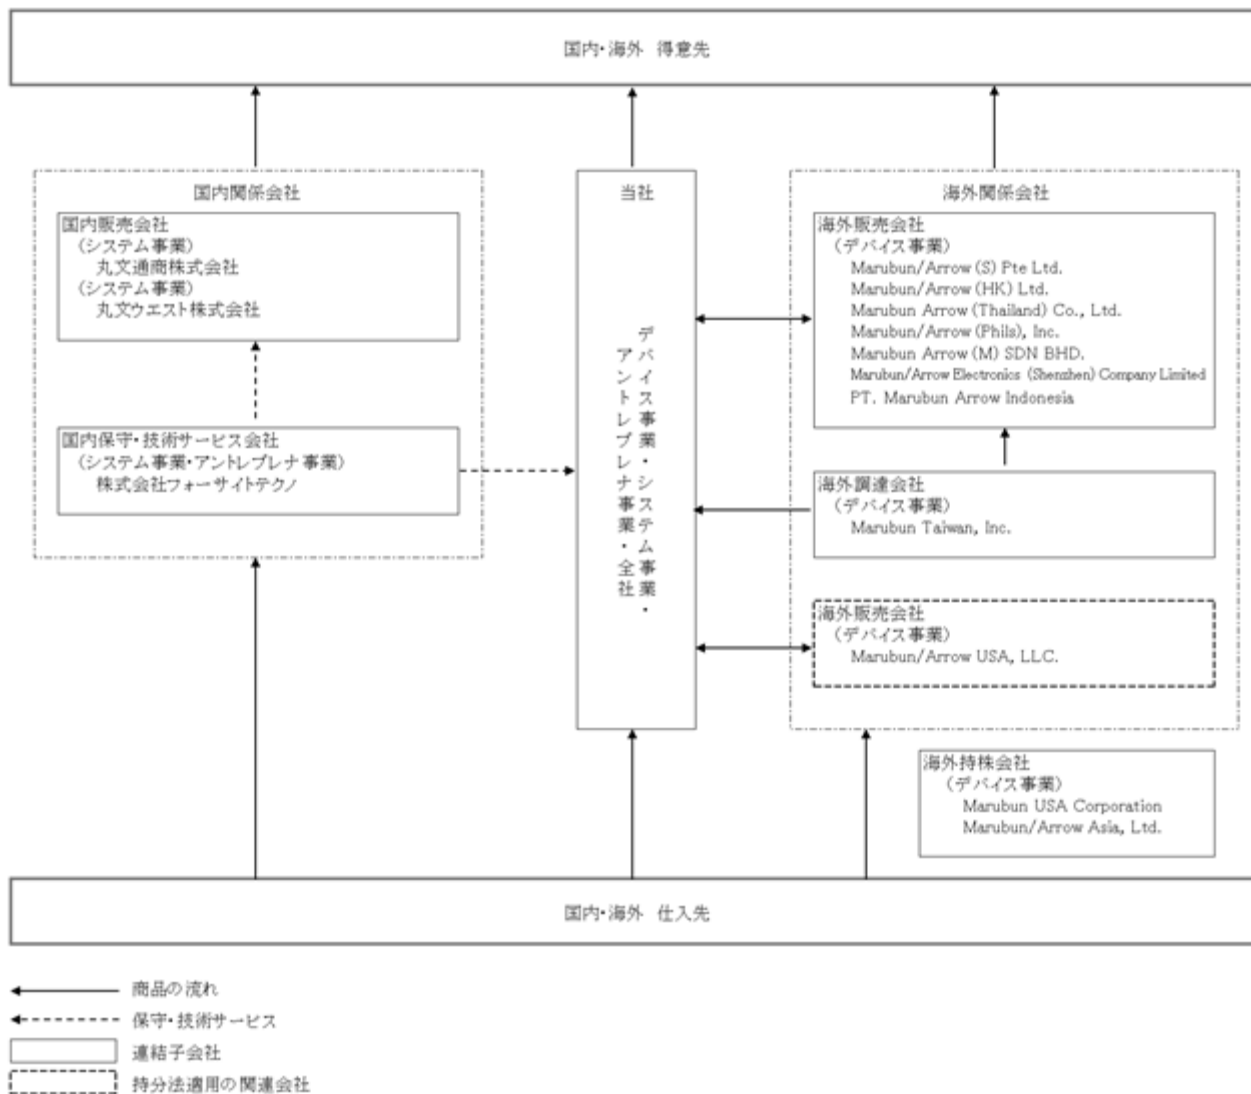 国内・海外 得意先
国内関係会社
国内販売会社
（システム事業）
丸文通商株式会社
（システム事業）
丸文ウエスト株式会社
国内保守・技術サービス会社
（システム事業・アントレプレナ事業）
株式会社フォーサイトテクノ
当社
デバイス事業・システム事業・
アントレプレナ事業・全社
海外関係会社
海外販売会社
（デバイス事業）
Marubun/Arrow (S) Pte Ltd.
Marubun/Arrow (HK) Ltd.
Marubun Arrow (Thailand) Co., Ltd.
Marubun/Arrow (Phils), Inc.
Marubun Arrow (M) SDN BHD.
Marubun/Arrow Electronics (Shenzhen) Company Limited
PT. Marubun Arrow Indonesia
海外調達会社
（デバイス事業）
Marubun Taiwan, Inc.
海外販売会社
（デバイス事業）
Marubun/Arrow USA, LLC.
海外持株会社
（デバイス事業）
Marubun USA Corporation
Marubun/Arrow Asia, Ltd.
国内・海外 仕入先
商品の流れ
保守・技術サービス
連結子会社
持分法適用の関連会社